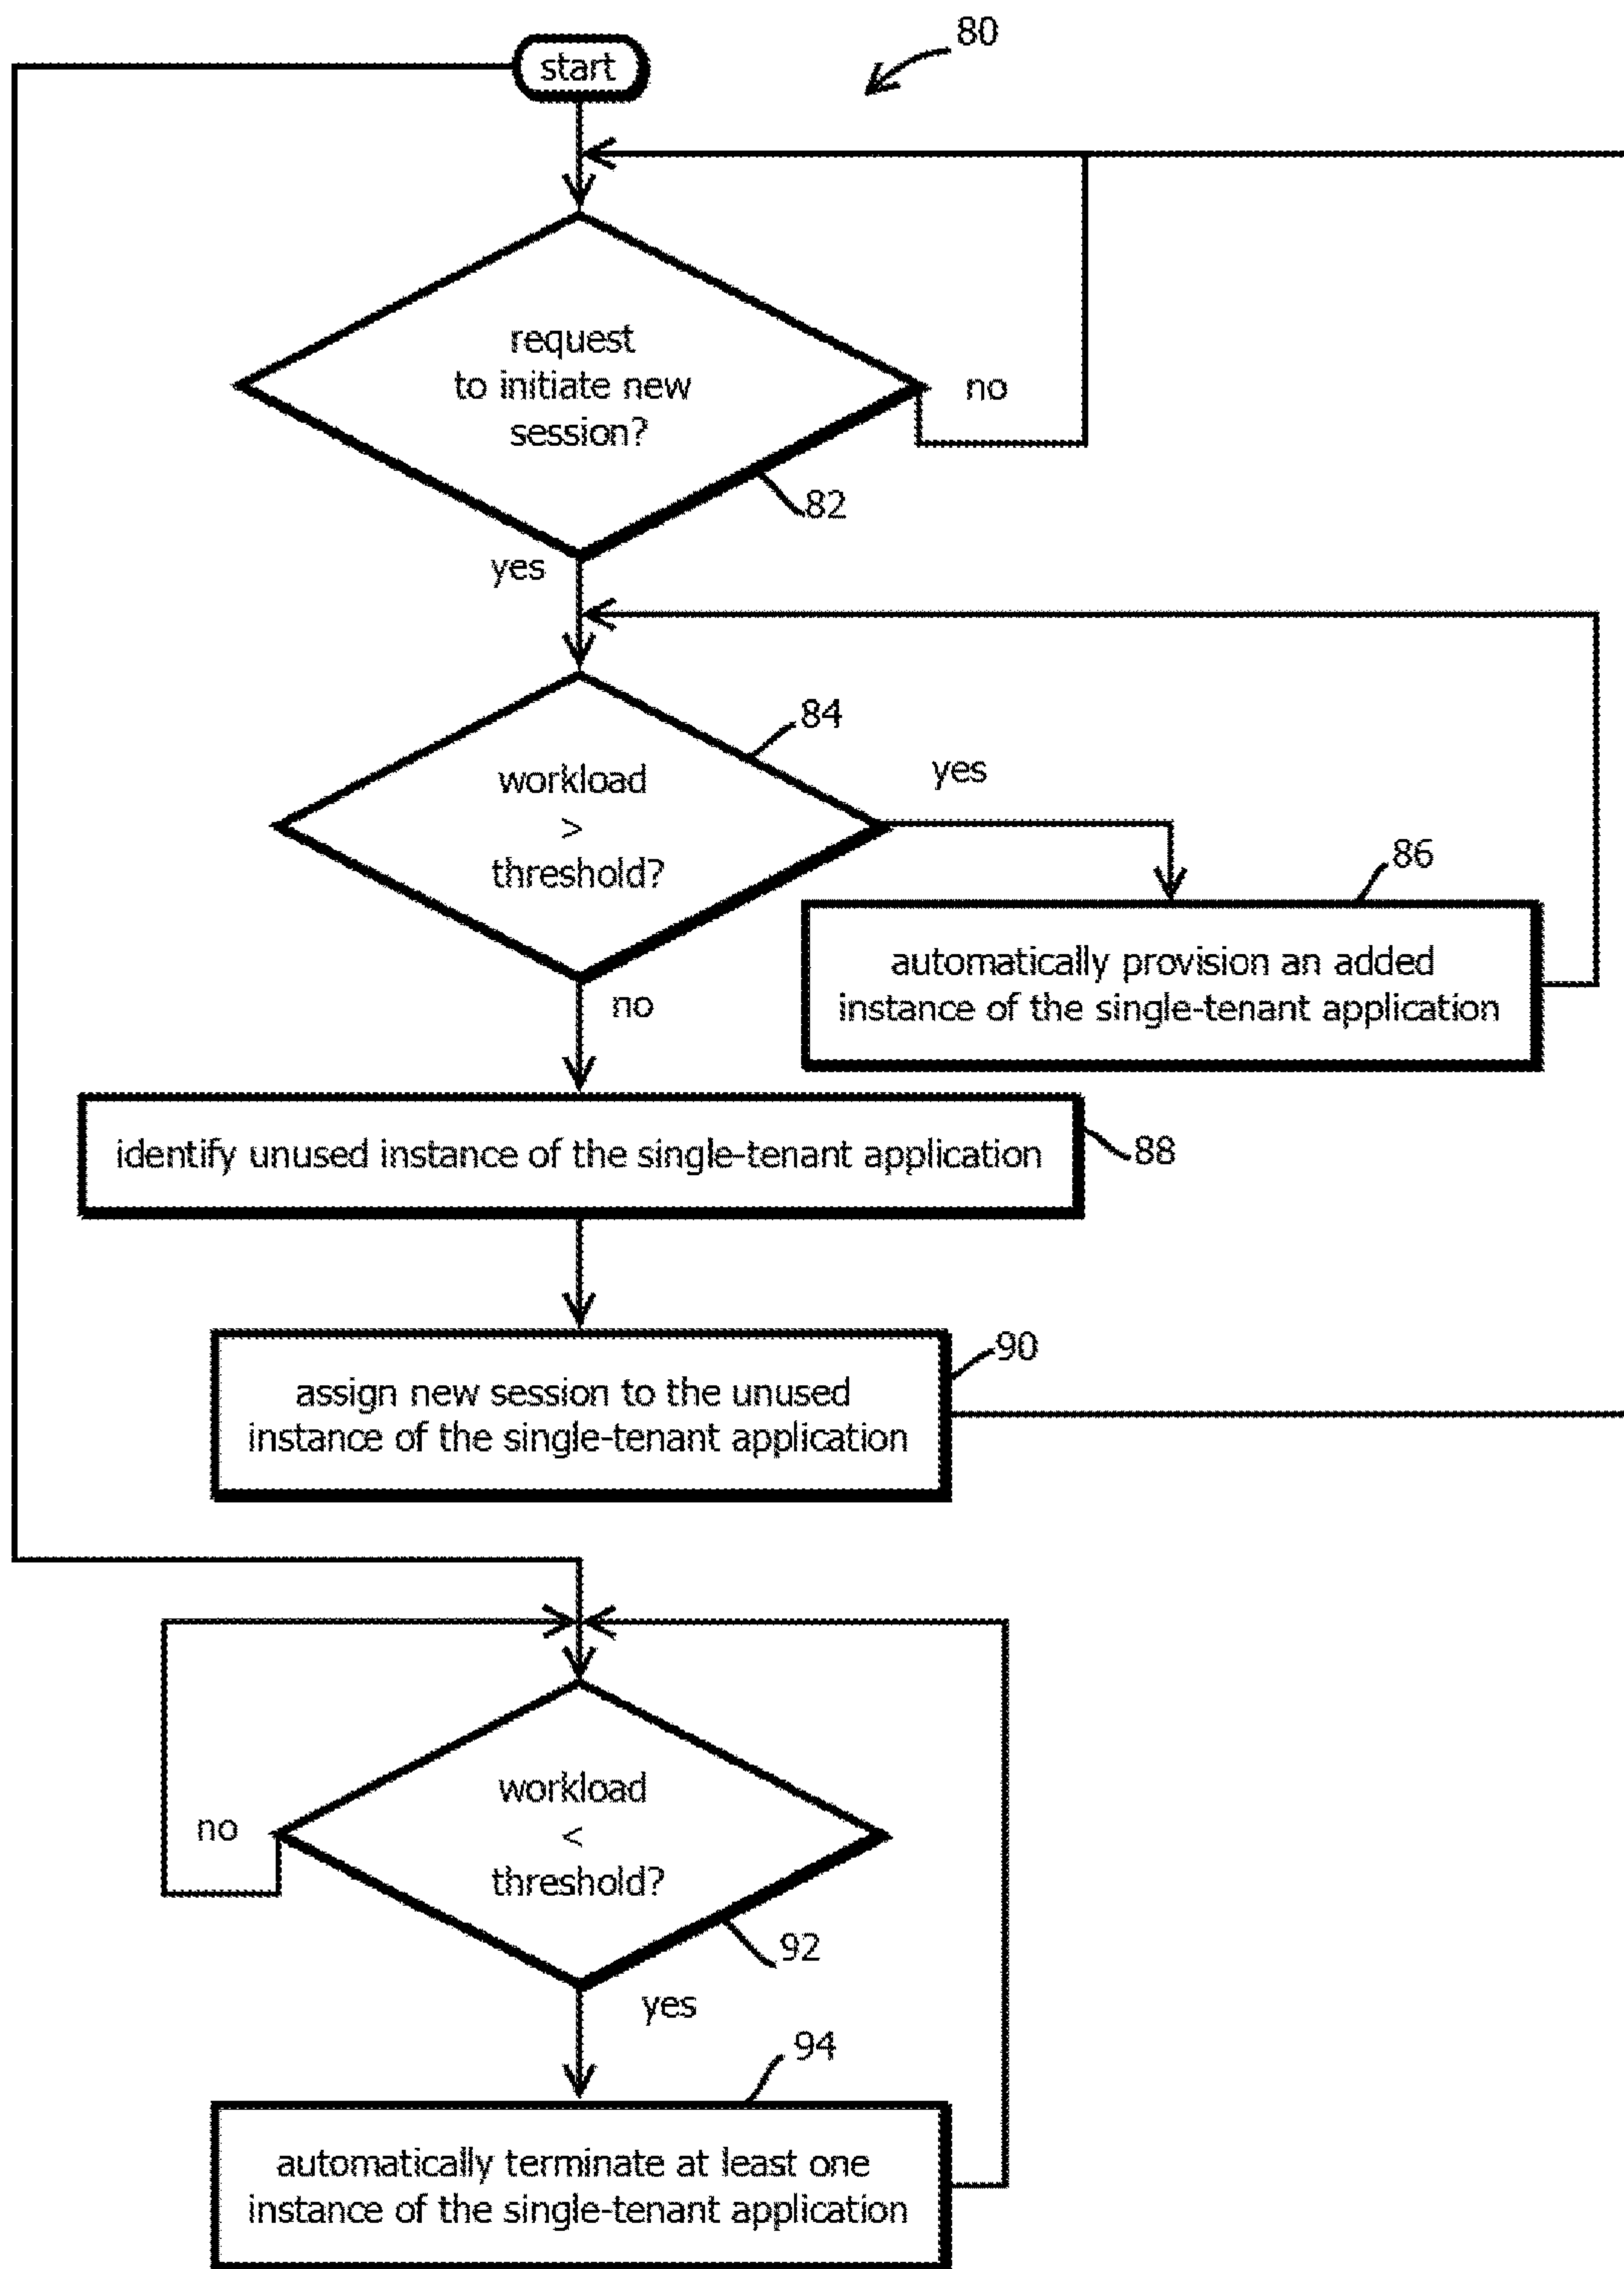 80
start
request
to initiate new
session?
no
82
yes
84
workload
>
threshold?
yes
86
automatically provision an added
instance of the single-tenant application
no
identify unused instance of the single-tenant application
88
90
assign new session to the unused
instance of the single-tenant application
workload
<
threshold?
no
92
yes
94
automatically terminate at least one
instance of the single-tenant application